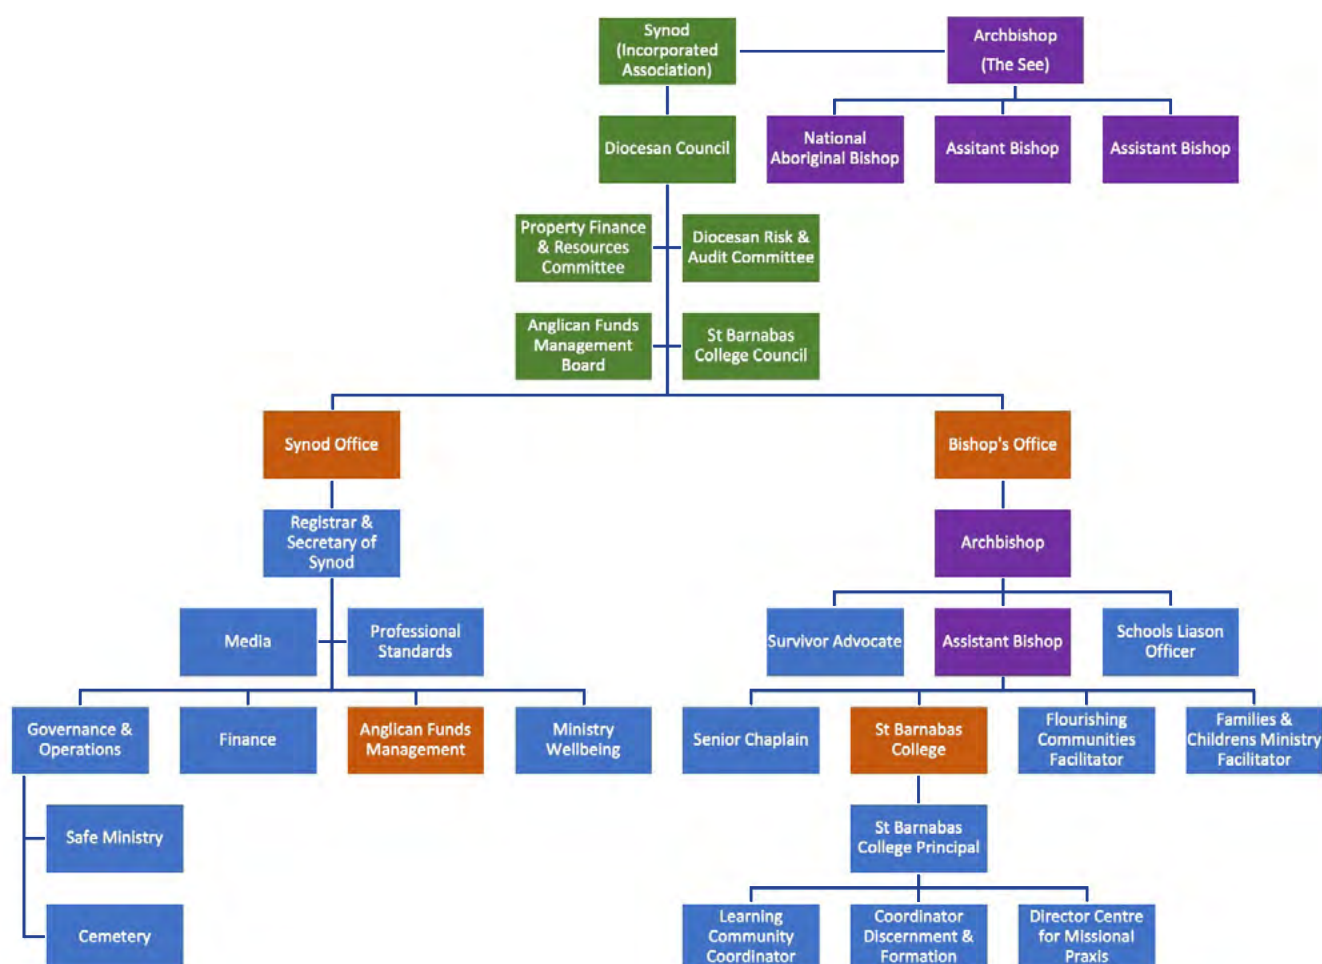 Synod
(Incorporated
Association)
Archbishop
(The See)
Diocesan Council
National
Aboriginal Bishop
Assitant Bishop
Assistant Bishop
Property Finance
& Resources
Committee
Diocesan Risk &
Audit Committee
Anglican Funds
Management
Board
St Barnabas
College Council
Synod Office
Bishop's Office
Registrar &
Secretary of
Synod
Archbishop
Media
Professional
Standards
Survivor Advocate
Assistant Bishop
Schools Liason
Officer
Governance &
Operations
Finance
Anglican Funds
Management
Ministry
Wellbeing
Senior Chaplain
St Barnabas
College
Flourishing
Communities
Facilitator
Families &
Childrens Ministry
Facilitator
Safe Ministry
St Barnabas
College Principal
Cemetery
Learning
Community
Coordinator
Coordinator
Discernment &
Formation
Director Centre
for Missional
Praxis